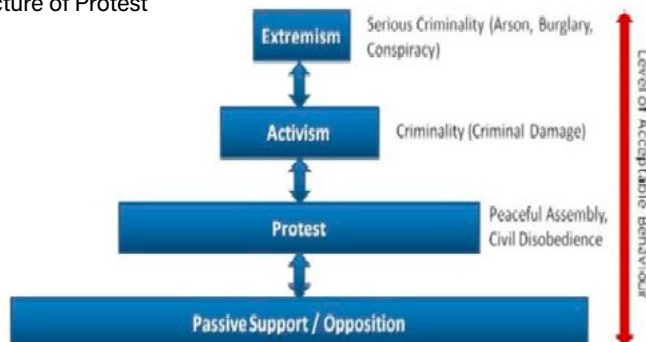 cture of Protest
Extremism
Serious Criminality (Arson, Burglary,
Conspiracy)
Activism
Criminality (Criminal Damage)
Protest
Peaceful Assembly,
Civil Disobedience
Passive Support / Opposition
Level of Acceptable Behaviour